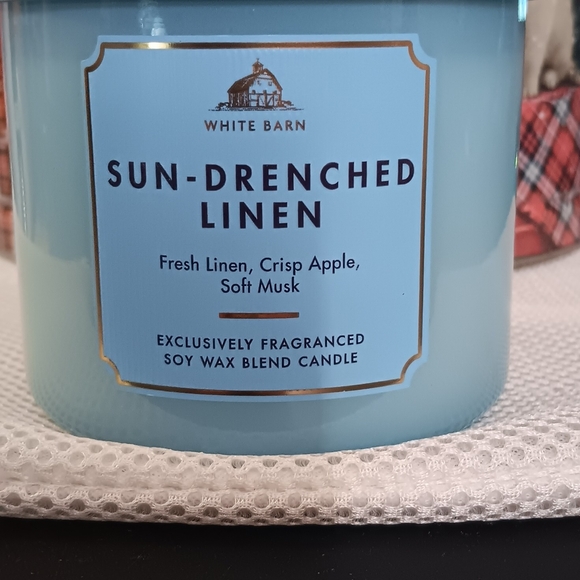 WHITE BARN
SUN-DRENCHED
LINEN
Fresh Linen, Crisp Apple,
Soft Musk
EXCLUSIVELY FRAGRANCED
SOY WAX BLEND CANDLE